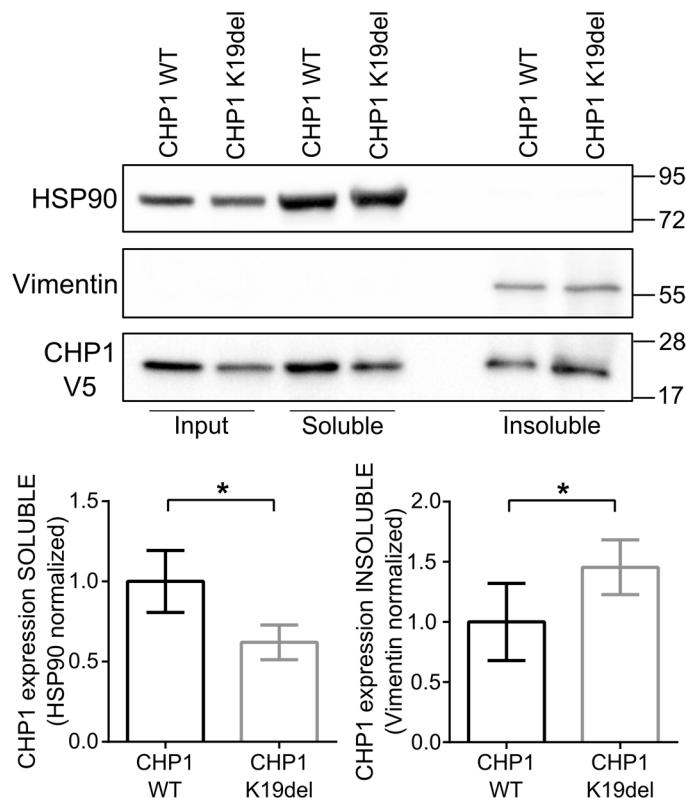 CHP1 WT
CHP1 K19del
CHP1 WT
CHP1 K19del
CHP1 WT
CHP1 K19del
HSP90
95
72
Vimentin
55
CHP1
V5
28
17
Input
Soluble
Insoluble
CHP1 expression SOLUBLE
(HSP90 normalized)
1.5
1.0
0.5
0.0
*
CHP1
WT
CHP1
K19del
CHP1 expression INSOLUBLE
(Vimentin normalized)
2.0
1.5
1.0
0.5
0.0
*
CHP1
WT
CHP1
K19del